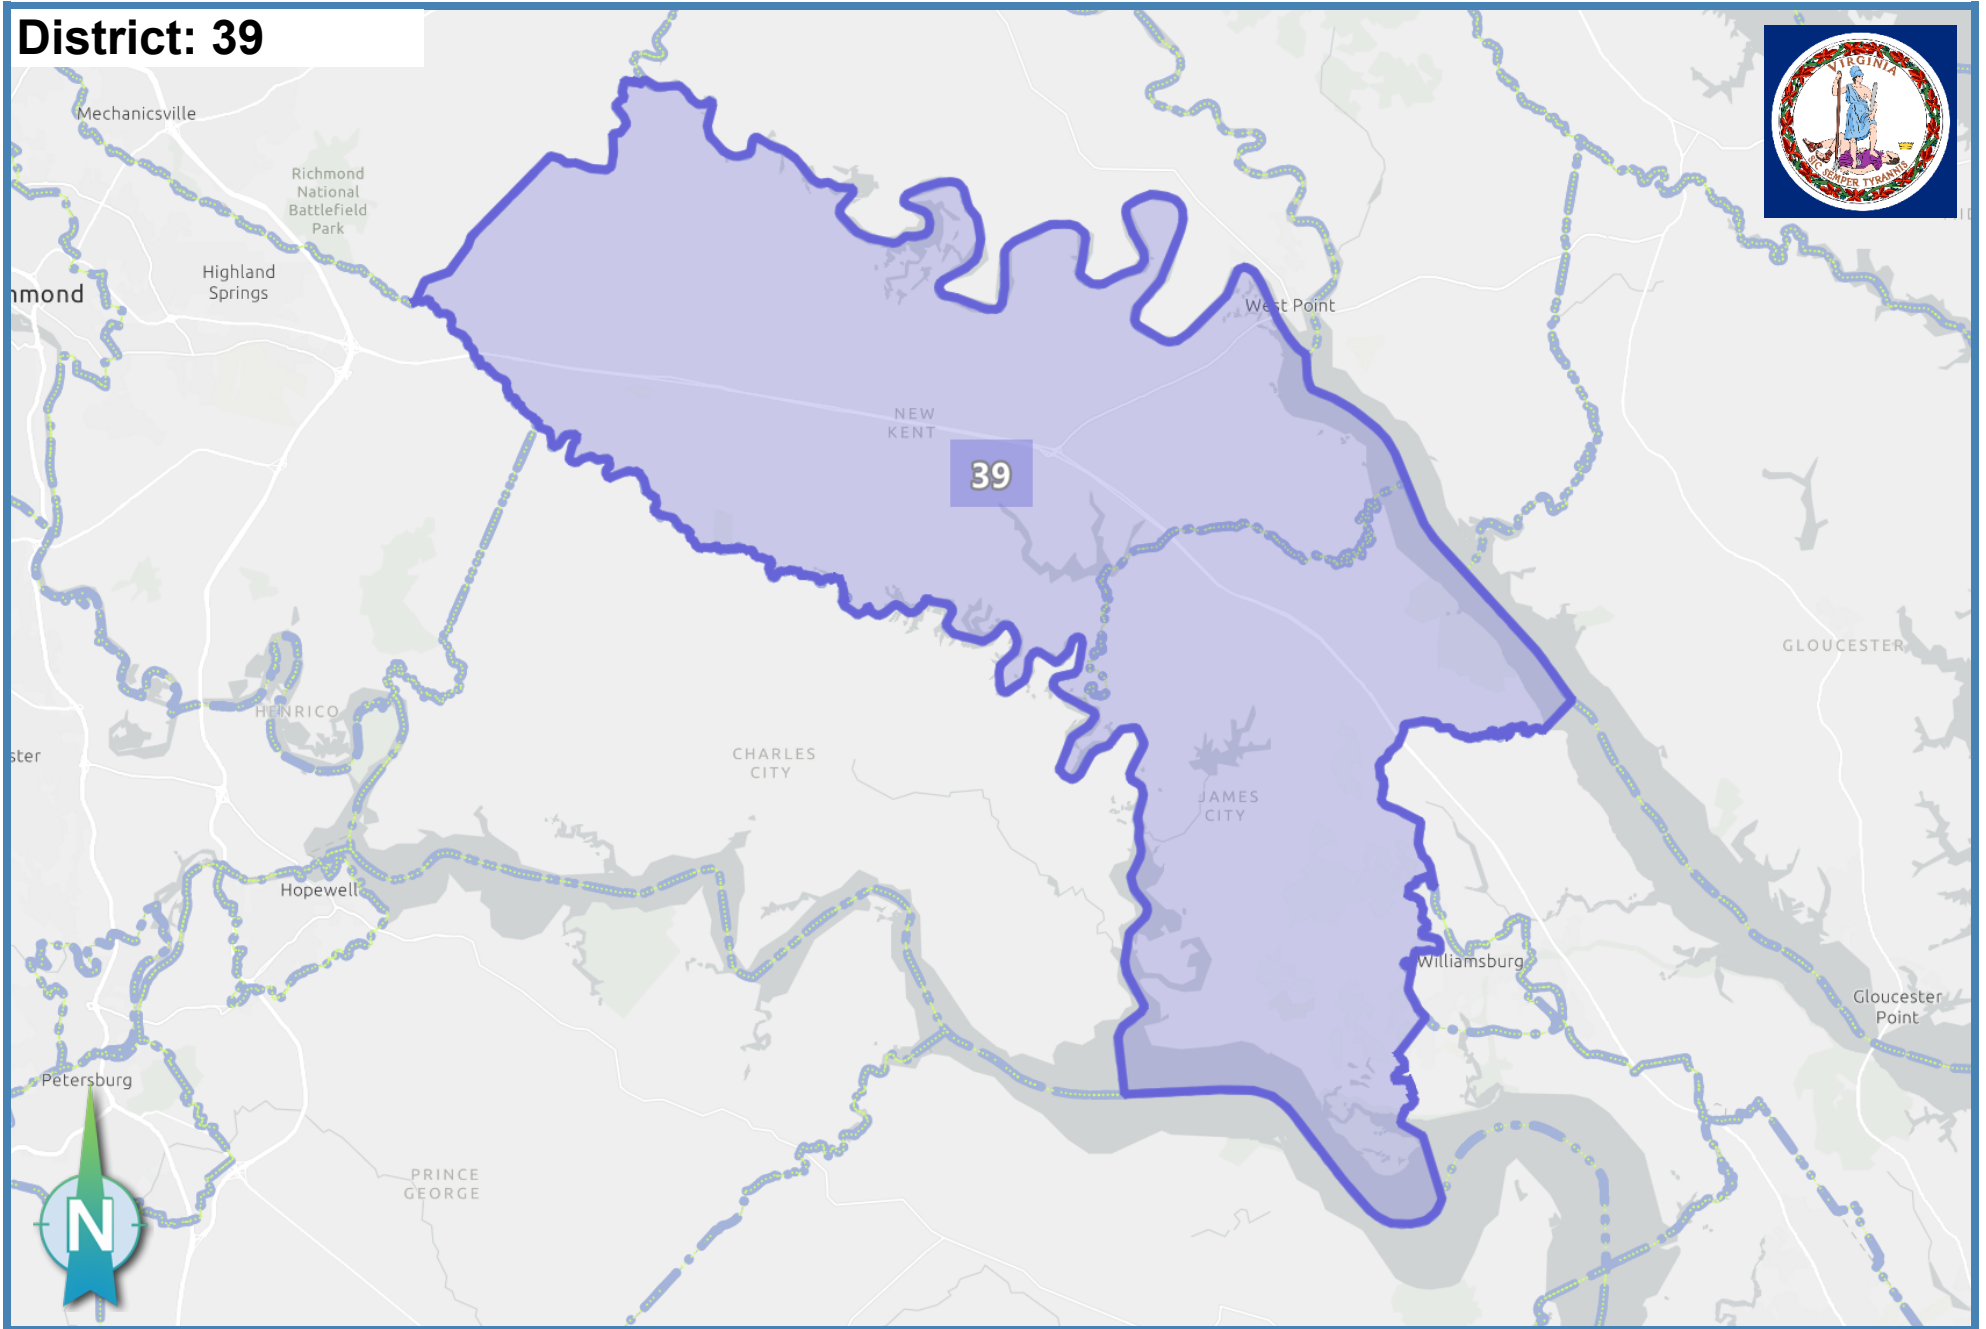 District: 39
VIRGINIA
SIC SEMPER TYRANNIS
Mechanicsville
Richmond
National
Battlefield
Park
Highland
Springs
hmond
West Point
NEW
KENT
39
GLOUCESTER
HENRICO
ster
CHARLES
CITY
JAMES
CITY
Hopewell
Williamsburg
Gloucester
Point
Petersburg
PRINCE
GEORGE
N